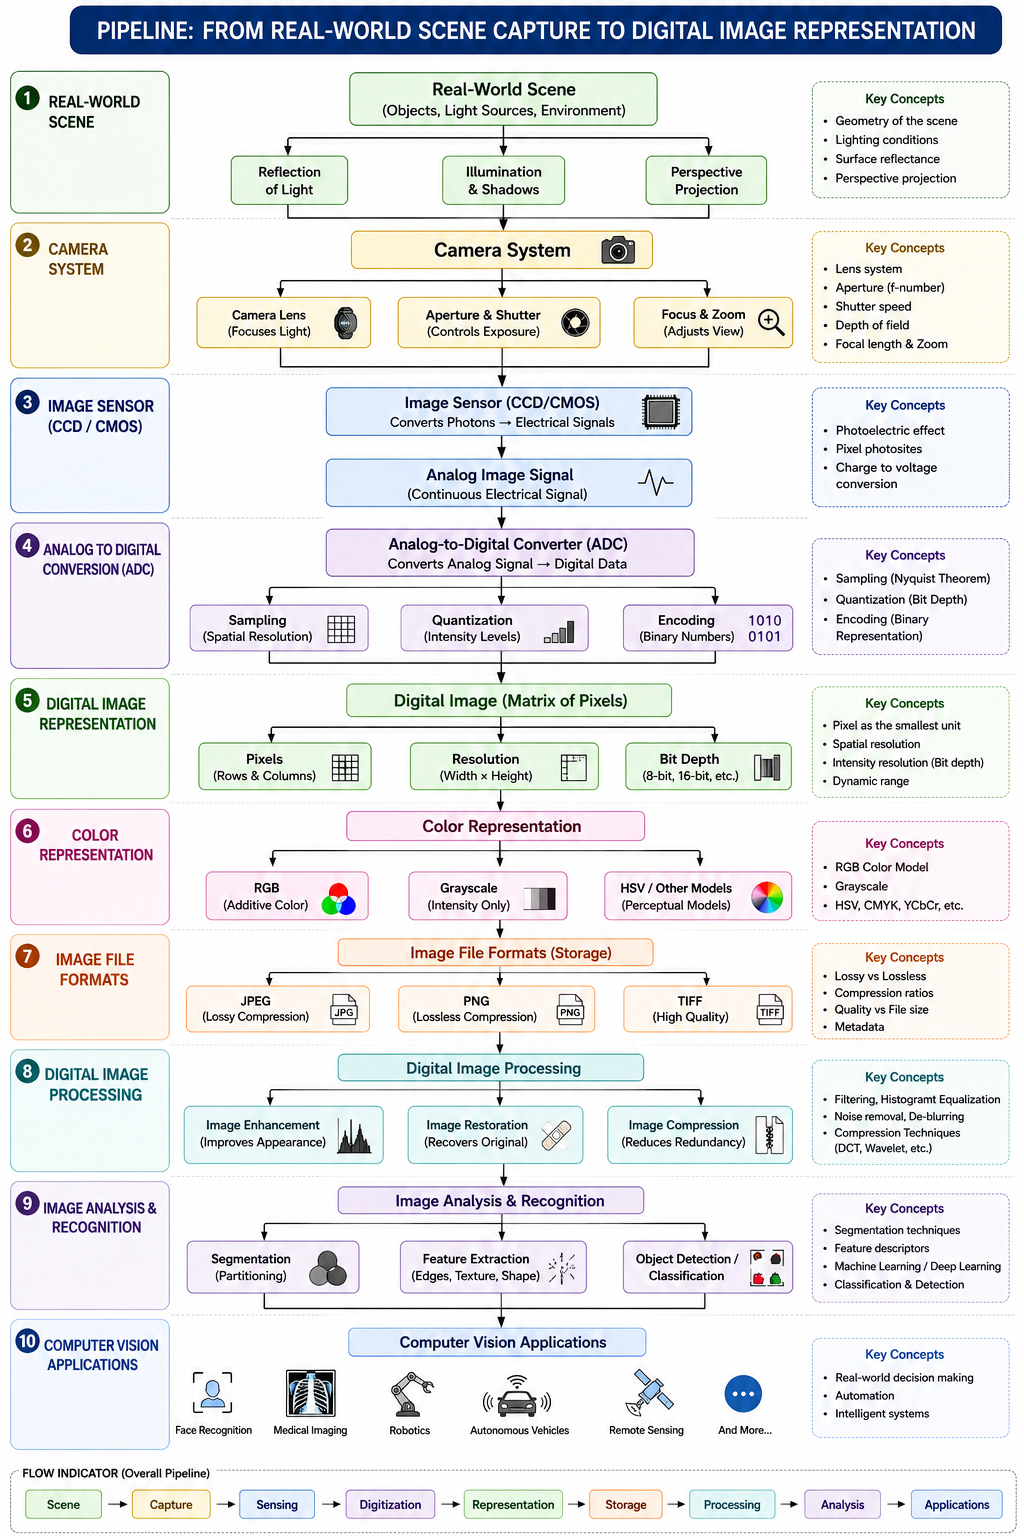 PIPELINE: FROM REAL-WORLD SCENE CAPTURE TO DIGITAL IMAGE REPRESENTATION
1
REAL-WORLD
SCENE
Real-World Scene
(Objects, Light Sources, Environment)
Reflection
of Light
Illumination
& Shadows
Perspective
Projection
Key Concepts
• Geometry of the scene
• Lighting conditions
• Surface reflectance
• Perspective projection
2
CAMERA
SYSTEM
Camera System
Camera Lens
(Focuses Light)
Aperture & Shutter
(Controls Exposure)
Focus & Zoom
(Adjusts View)
Key Concepts
• Lens system
• Aperture (f-number)
• Shutter speed
• Depth of field
• Focal length & Zoom
3
IMAGE SENSOR
(CCD / CMOS)
Image Sensor (CCD/CMOS)
Converts Photons → Electrical Signals
Analog Image Signal
(Continuous Electrical Signal)
Key Concepts
• Photoelectric effect
• Pixel photosites
• Charge to voltage
conversion
4
ANALOG TO DIGITAL
CONVERSION (ADC)
Analog-to-Digital Converter (ADC)
Converts Analog Signal → Digital Data
Sampling
(Spatial Resolution)
Quantization
(Intensity Levels)
Encoding
(Binary Numbers)
1010
0101
Key Concepts
• Sampling (Nyquist Theorem)
• Quantization (Bit Depth)
• Encoding (Binary
Representation)
5
DIGITAL IMAGE
REPRESENTATION
Digital Image (Matrix of Pixels)
Pixels
(Rows & Columns)
Resolution
(Width × Height)
Bit Depth
(8-bit, 16-bit, etc.)
Key Concepts
• Pixel as the smallest unit
• Spatial resolution
• Intensity resolution (Bit depth)
• Dynamic range
6
COLOR
REPRESENTATION
Color Representation
RGB
(Additive Color)
Grayscale
(Intensity Only)
HSV / Other Models
(Perceptual Models)
Key Concepts
• RGB Color Model
• Grayscale
• HSV, CMYK, YCbCr, etc.
7
IMAGE FILE
FORMATS
Image File Formats (Storage)
JPEG
(Lossy Compression)
JPG
PNG
(Lossless Compression)
PNG
TIFF
(High Quality)
TIFF
Key Concepts
• Lossy vs Lossless
• Compression ratios
• Quality vs File size
• Metadata
8
DIGITAL IMAGE
PROCESSING
Digital Image Processing
Image Enhancement
(Improves Appearance)
Image Restoration
(Recovers Original)
Image Compression
(Reduces Redundancy)
Key Concepts
• Filtering, Histogramt Equalization
• Noise removal, De-blurring
• Compression Techniques
(DCT, Wavelet, etc.)
9
IMAGE ANALYSIS &
RECOGNITION
Image Analysis & Recognition
Segmentation
(Partitioning)
Feature Extraction
(Edges, Texture, Shape)
Object Detection /
Classification
Key Concepts
• Segmentation techniques
• Feature descriptors
• Machine Learning / Deep Learning
• Classification & Detection
10
COMPUTER VISION
APPLICATIONS
Computer Vision Applications
Face Recognition
Medical Imaging
Robotics
Autonomous Vehicles
Remote Sensing
And More...
Key Concepts
• Real-world decision making
• Automation
• Intelligent systems
FLOW INDICATOR (Overall Pipeline)
Scene → Capture → Sensing → Digitization → Representation → Storage → Processing → Analysis → Applications